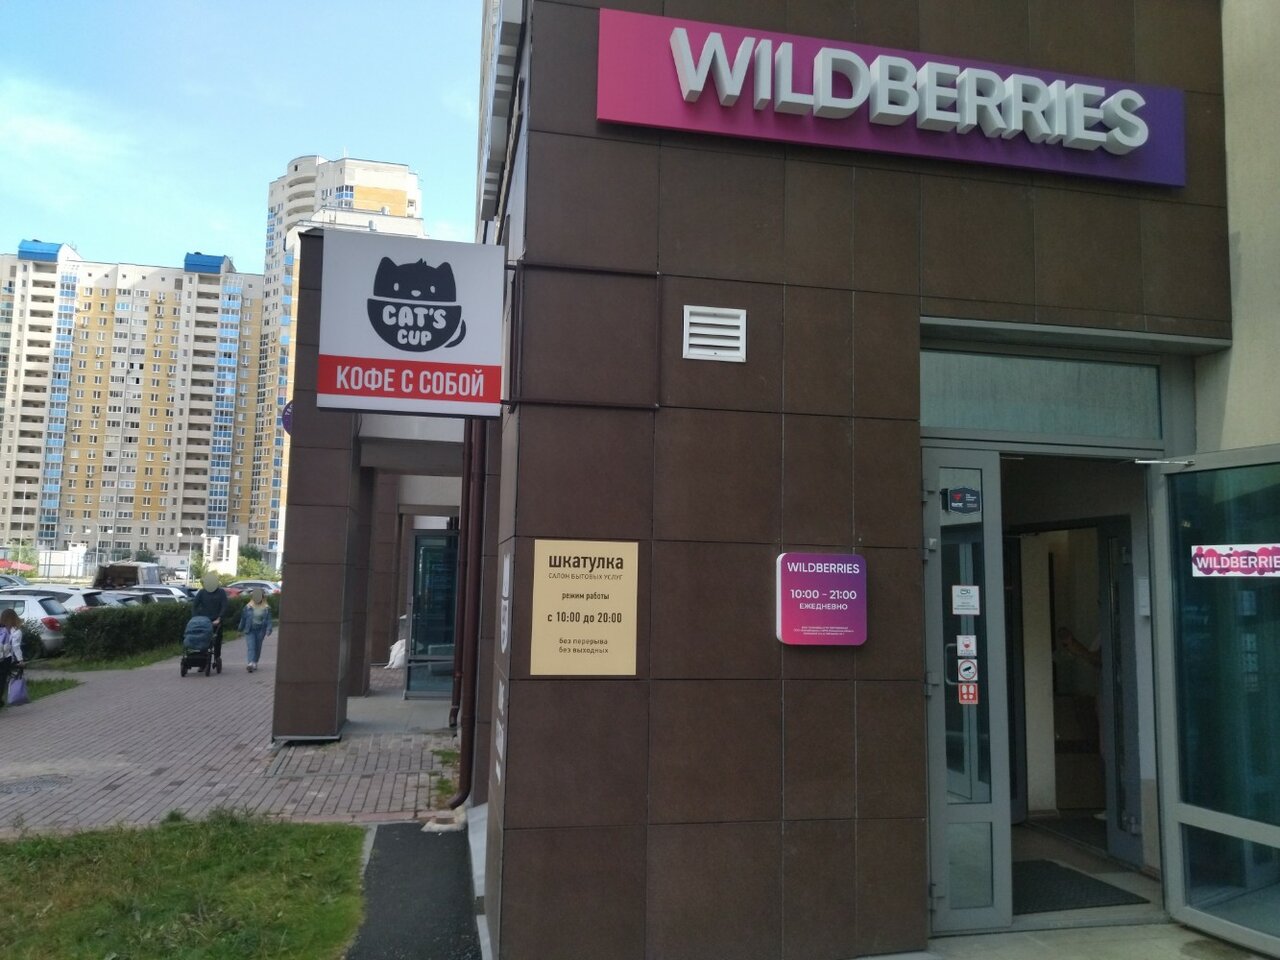 WILDBERRIES
CAT'S
CUP
КОФЕ С СОБОЙ
шкатулка
САЛОН БЫТОВЫХ УСЛУГ
режим работы
с 10:00 до 20:00
без перерыва
без выходных
WILDBERRIES
10:00 - 21:00
ЕЖЕДНЕВНО
WILDBERRIE